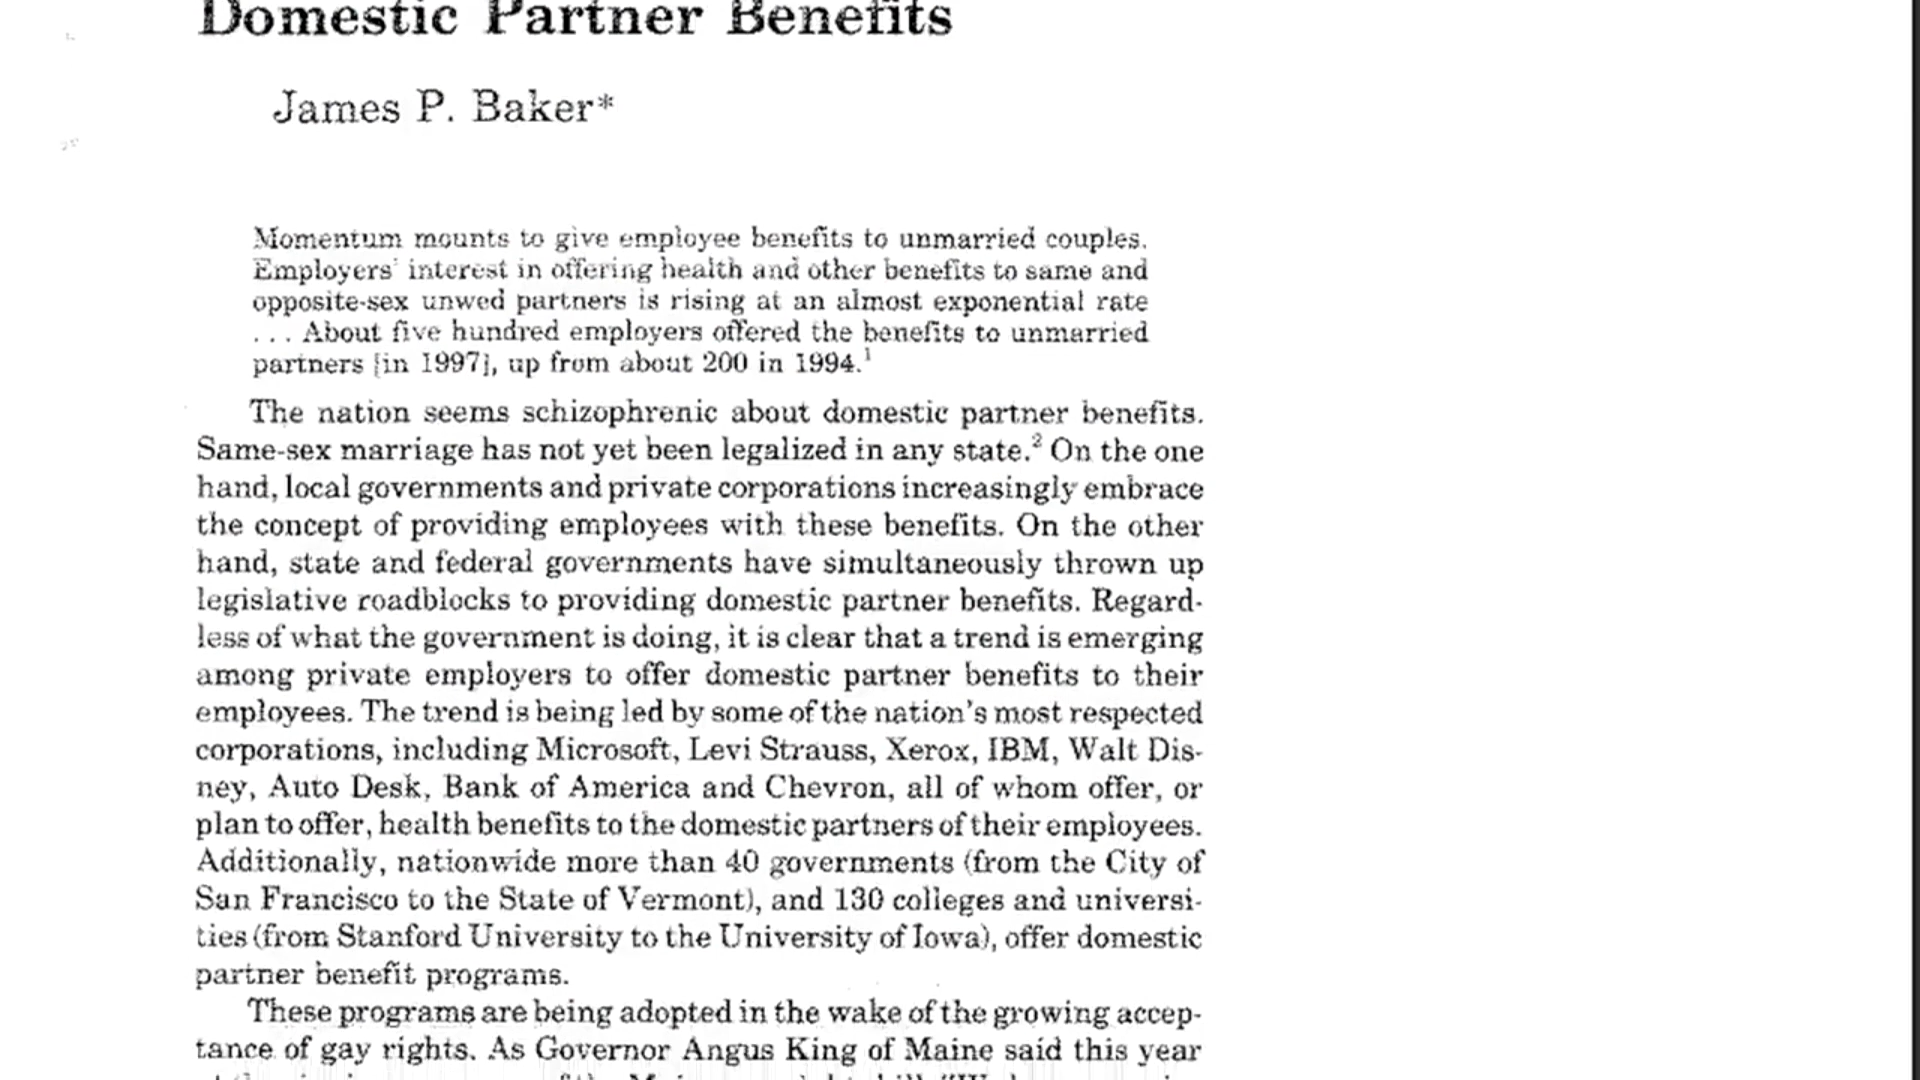 Domestic Partner Benefits
James P. Baker*
Momentum mounts to give employee benefits to unmarried couples.
Employers' interest in offering health and other benefits to same and
opposite-sex unwed partners is rising at an almost exponential rate
. . . About five hundred employers offered the benefits to unmarried
partners [in 1997], up from about 200 in 1994.1
The nation seems schizophrenic about domestic partner benefits.
Same-sex marriage has not yet been legalized in any state.2 On the one
hand, local governments and private corporations increasingly embrace
the concept of providing employees with these benefits. On the other
hand, state and federal governments have simultaneously thrown up
legislative roadblocks to providing domestic partner benefits. Regard-
less of what the government is doing, it is clear that a trend is emerging
among private employers to offer domestic partner benefits to their
employees. The trend is being led by some of the nation's most respected
corporations, including Microsoft, Levi Strauss, Xerox, IBM, Walt Dis-
ney, Auto Desk, Bank of America and Chevron, all of whom offer, or
plan to offer, health benefits to the domestic partners of their employees.
Additionally, nationwide more than 40 governments (from the City of
San Francisco to the State of Vermont), and 130 colleges and universi-
ties (from Stanford University to the University of Iowa), offer domestic
partner benefit programs.
These programs are being adopted in the wake of the growing accep-
tance of gay rights. As Governor Angus King of Maine said this year